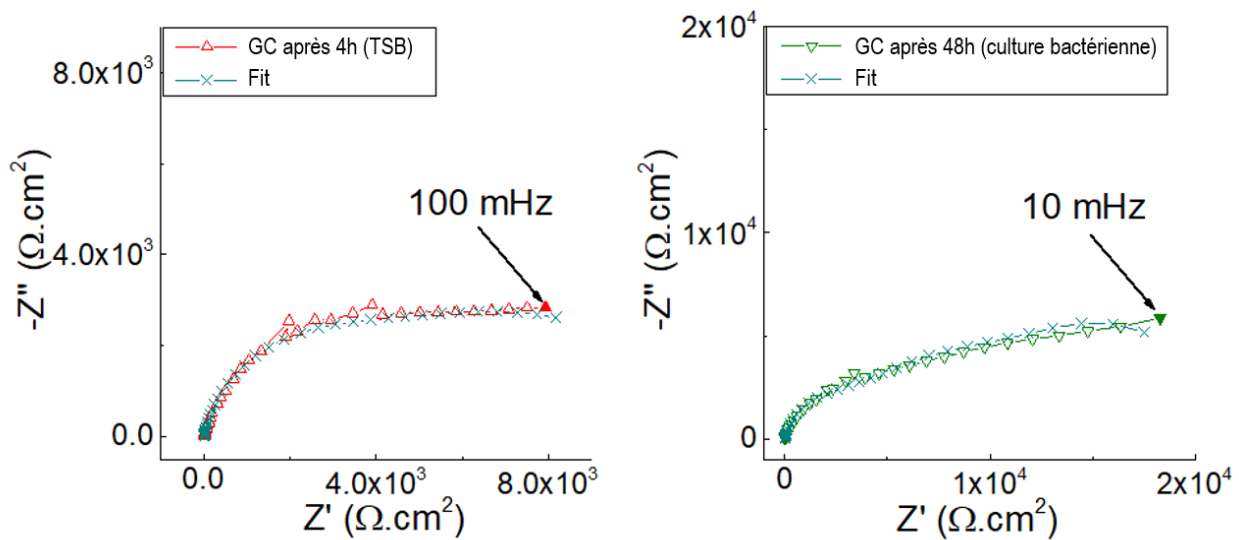 GC après 4h (TSB)
Fit
8.0x10³
4.0x10³
0.0
-Z'' (Ω.cm²)
100 mHz
0.0
4.0x10³
8.0x10³
Z' (Ω.cm²)
GC après 48h (culture bactérienne)
Fit
2x10⁴
1x10⁴
0
-Z'' (Ω.cm²)
10 mHz
0
1x10⁴
2x10⁴
Z' (Ω.cm²)